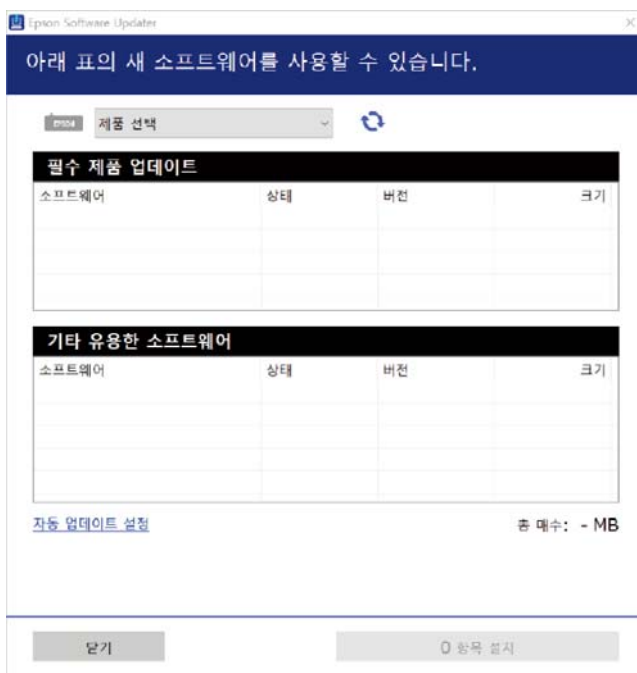 Epson Software Updater
아래 표의 새 소프트웨어를 사용할 수 있습니다.
EPSON 제품 선택
필수 제품 업데이트
소프트웨어 상태 버전 크기
기타 유용한 소프트웨어
소프트웨어 상태 버전 크기
자동 업데이트 설정 총 매수: - MB
닫기 0 항목 설치